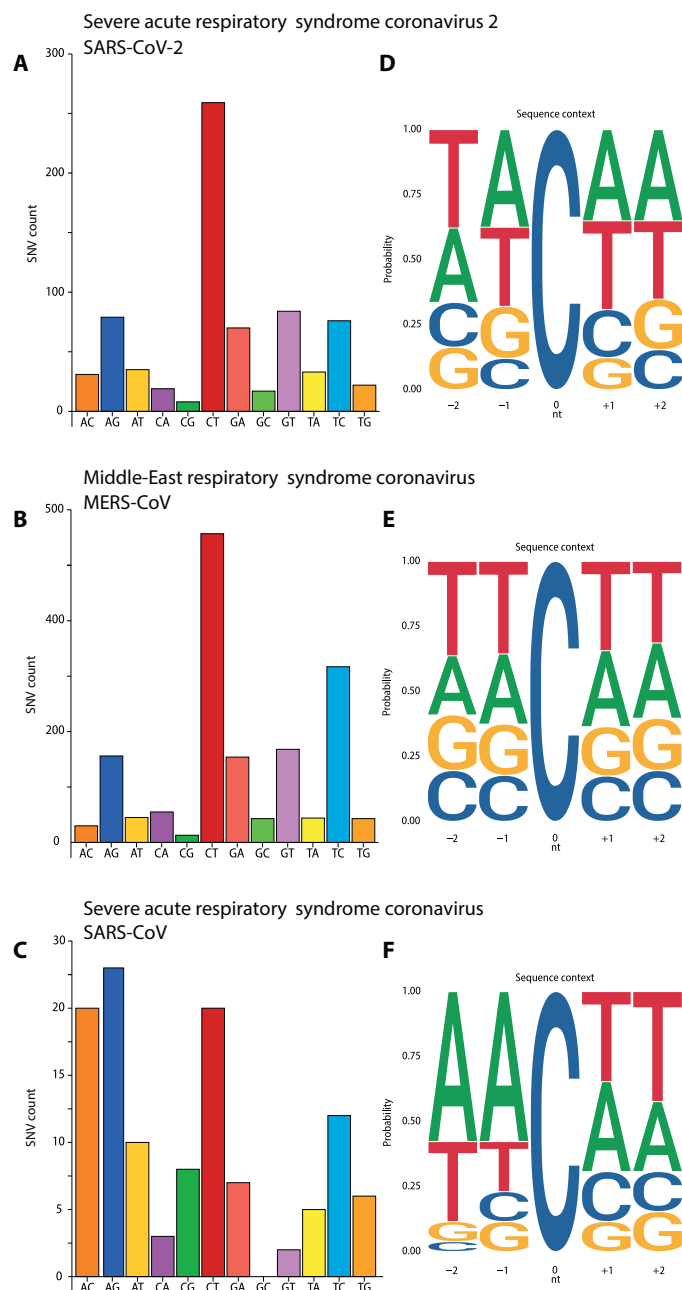 Severe acute respiratory syndrome coronavirus 2
SARS-CoV-2
A
300
200
100
0
SNV count
AC AG AT CA CG CT GA GC GT TA TC TG
D
Sequence context
1.00
0.75
0.50
0.25
0.00
Probability
T A C A A
A T T T
C G C G
G C G C
−2 −1 0 +1 +2
nt
Middle-East respiratory syndrome coronavirus
MERS-CoV
B
500
500
200
0
SNV count
AC AG AT CA CG CT GA GC GT TA TC TG
E
Sequence context
1.00
0.75
0.50
0.25
0.00
Probability
T T C T T
A A A A
G G G G
C C C C
−2 −1 0 +1 +2
nt
Severe acute respiratory syndrome coronavirus
SARS-CoV
C
30
20
15
10
5
0
SNV count
AC AG AT CA CG CT GA GC GT TA TC TG
F
Sequence context
1.00
0.75
0.50
0.25
0.00
Probability
A A C T T
T T A A
G C C C
C G G G
−2 −1 0 +1 +2
nt